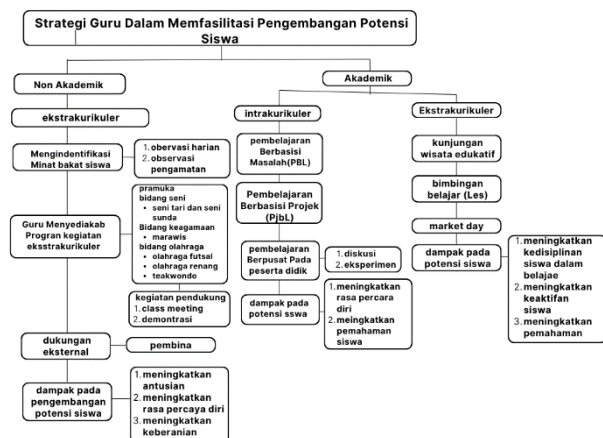 Strategi Guru Dalam Memfasilitasi Pengembangan Potensi
Siswa
Non Akademik
Akademik
ekstrakurikuler
intrakurikuler
Ekstrakurikuler
Mengindentifikasi
Minat bakat siswa
1. obervasi harian
2. observasi
pengamatan
pembelajaran
Berbasisi
Masalah(PBL)
kunjungan
wisata edukatif
Pembelajaran
Berbasisi Projek
(PjbL)
bimbingan
belajar (Les)
market day
Guru Menyediakab
Progran kegiatan
eksstrakurikuler
pramuka
bidang seni
• seni tari dan seni
sunda
Bidang keagamaan
• marawis
bidang olahraga
• olahraga futsal
• olahraga renang
• teakwondo
kegiatan pendukung
1. class meeting
2. demontrasi
pembelajaran
Berpusat Pada
peserta didik
1. diskusi
2. eksperimen
dampak pada
potensi siswa
1. meningkatkan
kedisiplinan
siswa dalam
belajae
2. meningkatkan
keaktifan
siswa
3. meningkatkan
pemahaman
dampak pada
potensi sswa
1. meningkatkan
rasa percara
diri
2. meingkatkan
pemahaman
siswa
dukungan
eksternal
pembina
dampak pada
pengembangan
potensi siswa
1. meningkatkan
antusian
2. meningkatkan
rasa percaya diri
3. meningkatkan
keberanian